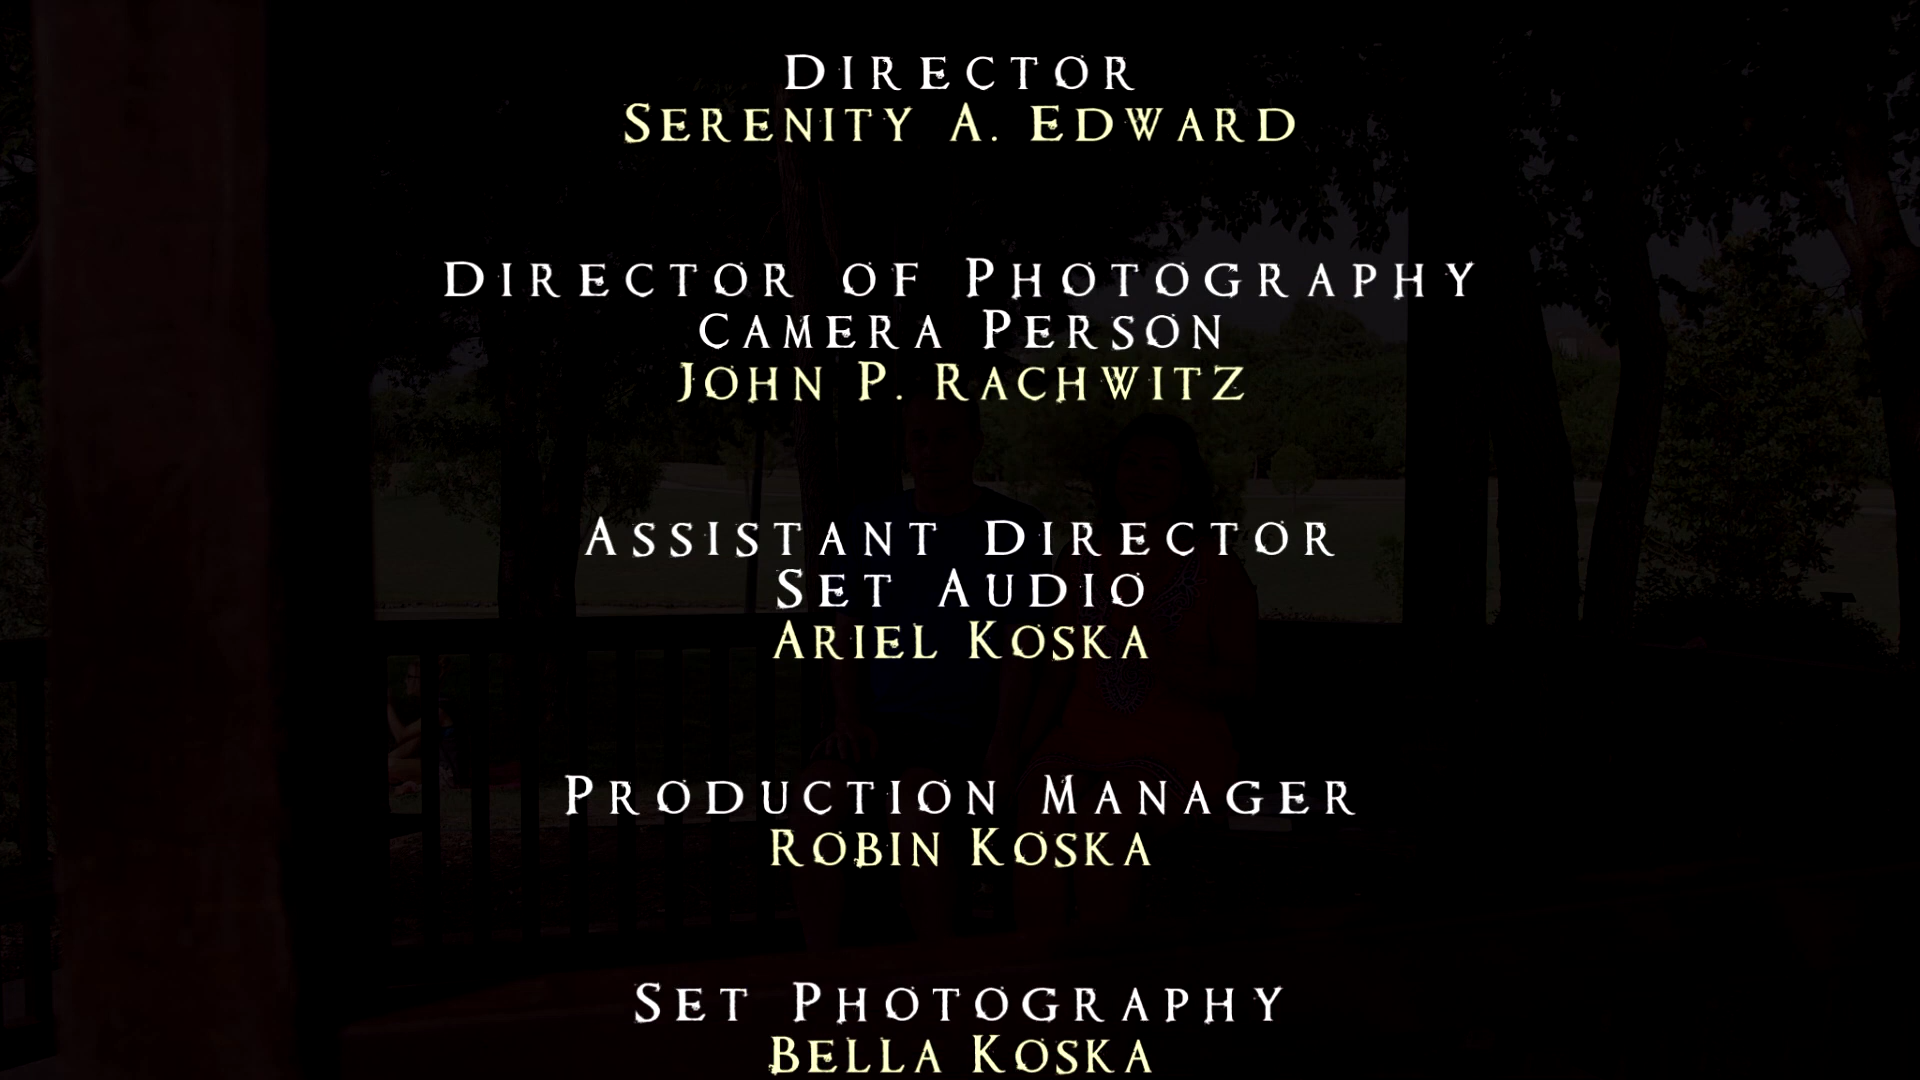 Director
Serenity A. Edward
Director of Photography
Camera Person
John P. Rachwitz
Assistant Director
Set Audio
Ariel Koska
Production Manager
Robin Koska
Set Photography
Bella Koska